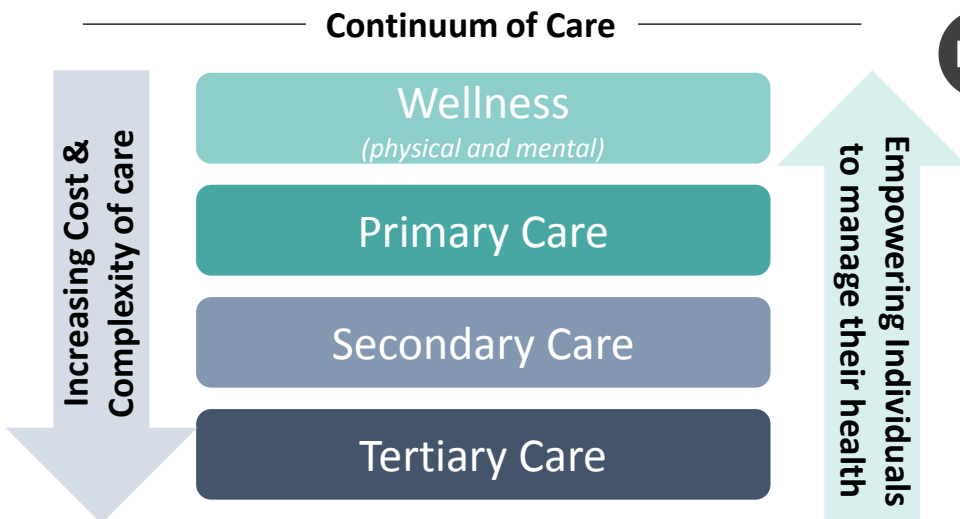 Continuum of Care
Increasing Cost &
Complexity of care
Wellness
(physical and mental)
Primary Care
Secondary Care
Tertiary Care
Empowering Individuals
to manage their health